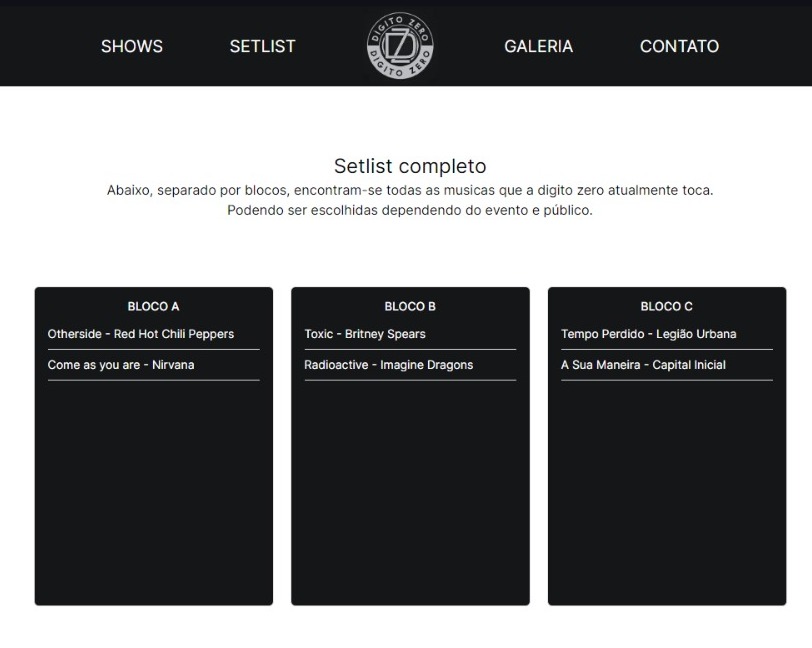 SHOWS SETLIST DIGITO ZERO DIGITO ZERO GALERIA CONTATO
Setlist completo
Abaixo, separado por blocos, encontram-se todas as musicas que a digito zero atualmente toca.
Podendo ser escolhidas dependendo do evento e público.
BLOCO A
Otherside - Red Hot Chili Peppers
Come as you are - Nirvana
BLOCO B
Toxic - Britney Spears
Radioactive - Imagine Dragons
BLOCO C
Tempo Perdido - Legião Urbana
A Sua Maneira - Capital Inicial